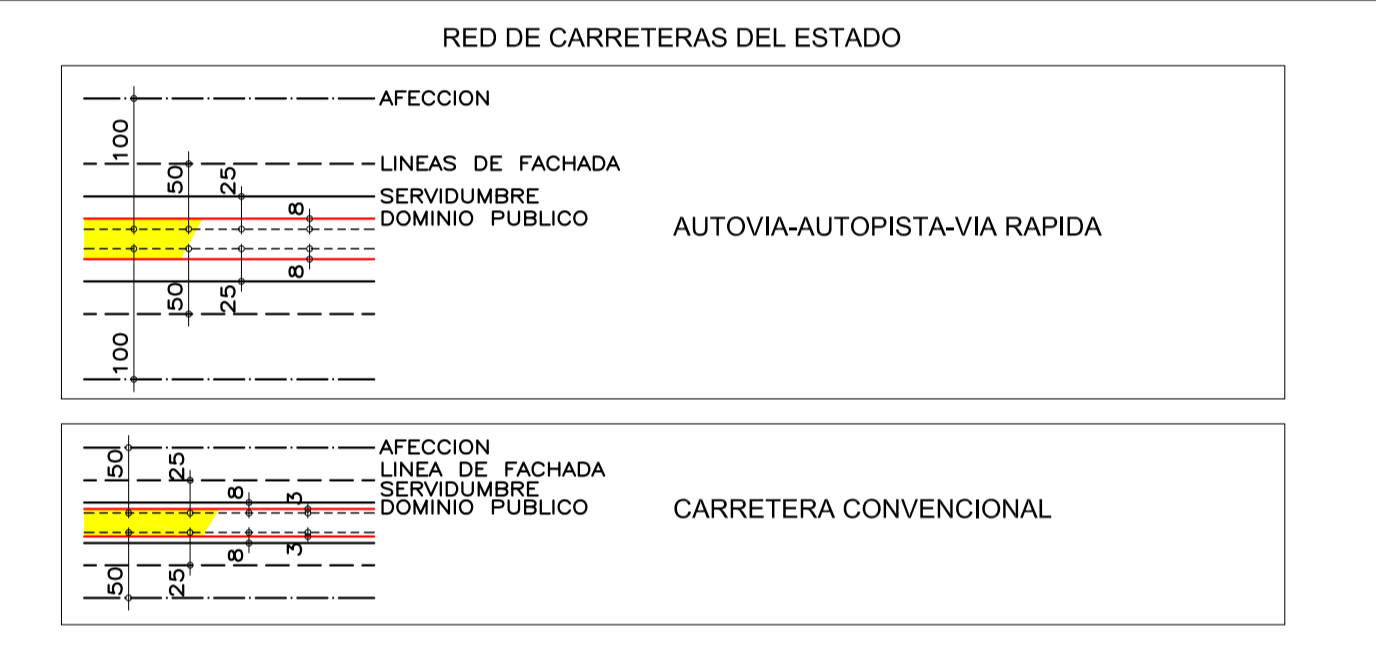 RED DE CARRETERAS DEL ESTADO
AFECCION
100
LINEAS DE FACHADA
50
25
SERVIDUMBRE
8
DOMINIO PUBLICO
AUTOVIA-AUTOPISTA-VIA RAPIDA
8
50
25
100
AFECCION
50
25
LINEA DE FACHADA
SERVIDUMBRE
8
3
DOMINIO PUBLICO
CARRETERA CONVENCIONAL
8
3
50
25